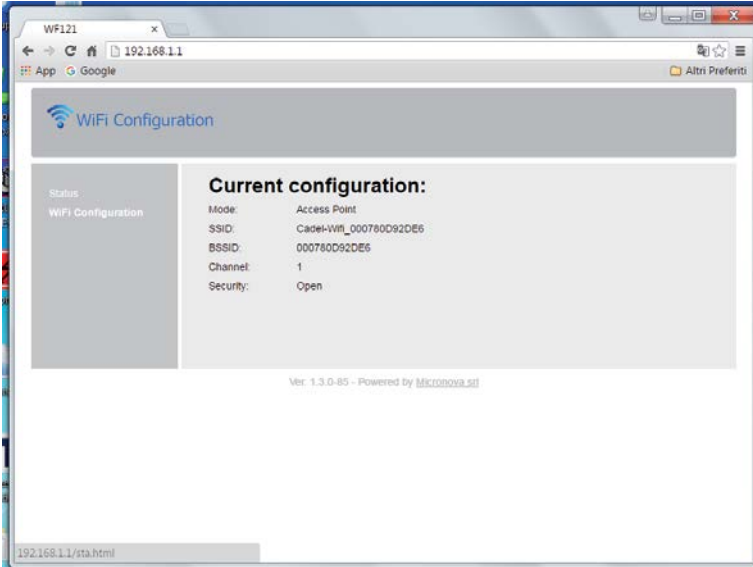 WF121
192.168.1.1
App Google Altri Preferiti
WiFi Configuration
Status
WiFi Configuration
Current configuration:
Mode: Access Point
SSID: Cadel-Wifi_000780D92DE6
BSSID: 000780D92DE6
Channel: 1
Security: Open
Ver. 1.3.0-85 - Powered by Micronova srl
192.168.1.1/sta.html